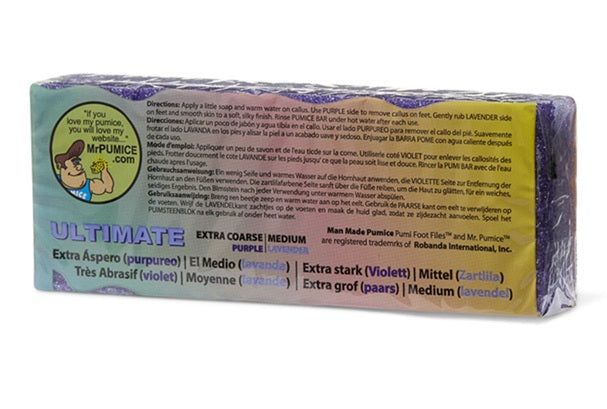 "If you
love my pumice,
you will love my
website..."
MrPUMICE
.com
Directions: Apply a little soap and warm water on callus. Use PURPLE side to remove callus on feet. Gently rub LAVENDER side
on feet and smooth skin to a soft, silky finish. Rinse PUMICE BAR under hot water after each use.
Direcciones: Aplicar un poco de jabón y agua tibia en el callo. Usar el lado PURPUREO para remover el callo del pié. Suavemente
frotar el lado LAVANDA en los pies y alisar la piel a un acabado uave y sedoso. Enjuagar la BARRA POME con agua caliente después
de cada uso.
Mode d'emploi: Appliquer un peu de savon et de l'eau tiède sur la corne. Utiliserle coté VIOLET pour enlever les callosités des
pieds. Frotter doucement le cote LAVANDE sur les pieds jusqu'ce que la peau soit lisse et douce. Rincer la PUMI BAR avec de l'eau
chaude apres l'usage.
Gebrauchsanweisung: Ein wenig Seife und warmes Wasser auf die Hornhaut anwenden, die VIOLETTE Seite zur Entfernung der
Hornhaut an den Füßen verwenden. Die zartlilafarbene Seite sanft über die Füße reiben, um die Haut zu glätten, für ein weiches,
seidiges Ergebnis. Den Blmstein nach jeder Verwendung unter warmem Wasser abspülen.
Gebruiksaanwijzing: Breng een beetje zeep en warm water aan op het eelt. Gebruik de PAARSE kant om eelt te verwijderen op
de voeten. Wrijf de LAVENDELkant zachtjes op de voeten en maak de huid glad, zodat ze zijdezacht aanvoelen. Spoel het
PUMSTEENBLOK na elk gebruik af onder heet water.
ULTIMATE
EXTRA COARSE | MEDIUM
PURPLE | LAVENDER
Man Made Pumicre Pumi Foot Files™ and Mr. Pumice™
are registered trademrks of Robanda International, Inc.
Extra Áspero (purpureo) | El Medio (lavanda) | Extra stark (Violett) | Mittel (Zartlila)
Très Abrasif (violet) | Moyenne (lavande) | Extra grof (paars) | Medium (lavendel)